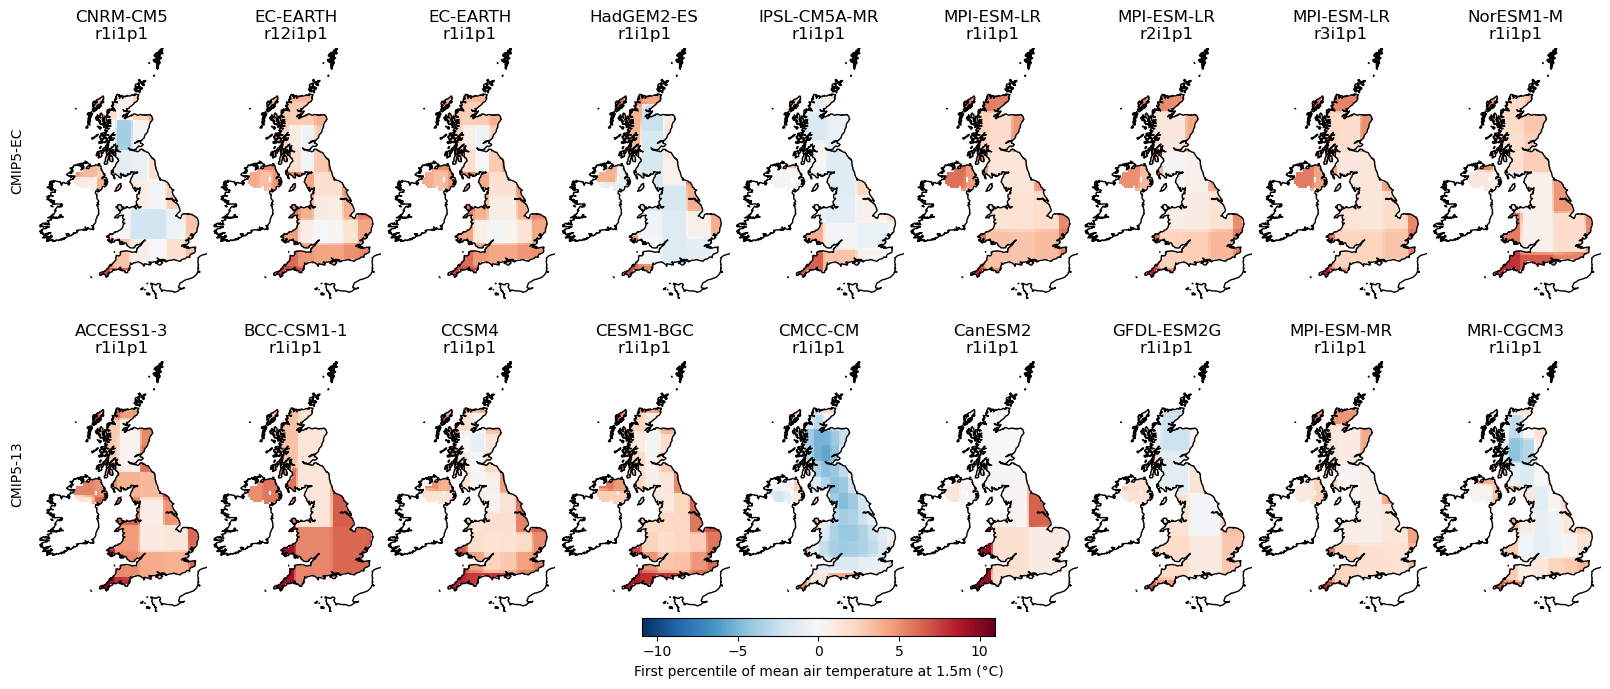 CNRM-CM5
r1i1p1
EC-EARTH
r12i1p1
EC-EARTH
r1i1p1
HadGEM2-ES
r1i1p1
IPSL-CM5A-MR
r1i1p1
MPI-ESM-LR
r1i1p1
MPI-ESM-LR
r2i1p1
MPI-ESM-LR
r3i1p1
NorESM1-M
r1i1p1
CMIP5-EC
ACCESS1-3
r1i1p1
BCC-CSM1-1
r1i1p1
CCSM4
r1i1p1
CESM1-BGC
r1i1p1
CMCC-CM
r1i1p1
CanESM2
r1i1p1
GFDL-ESM2G
r1i1p1
MPI-ESM-MR
r1i1p1
MRI-CGCM3
r1i1p1
CMIP5-13
−10 −5 0 5 10
First percentile of mean air temperature at 1.5m (°C)